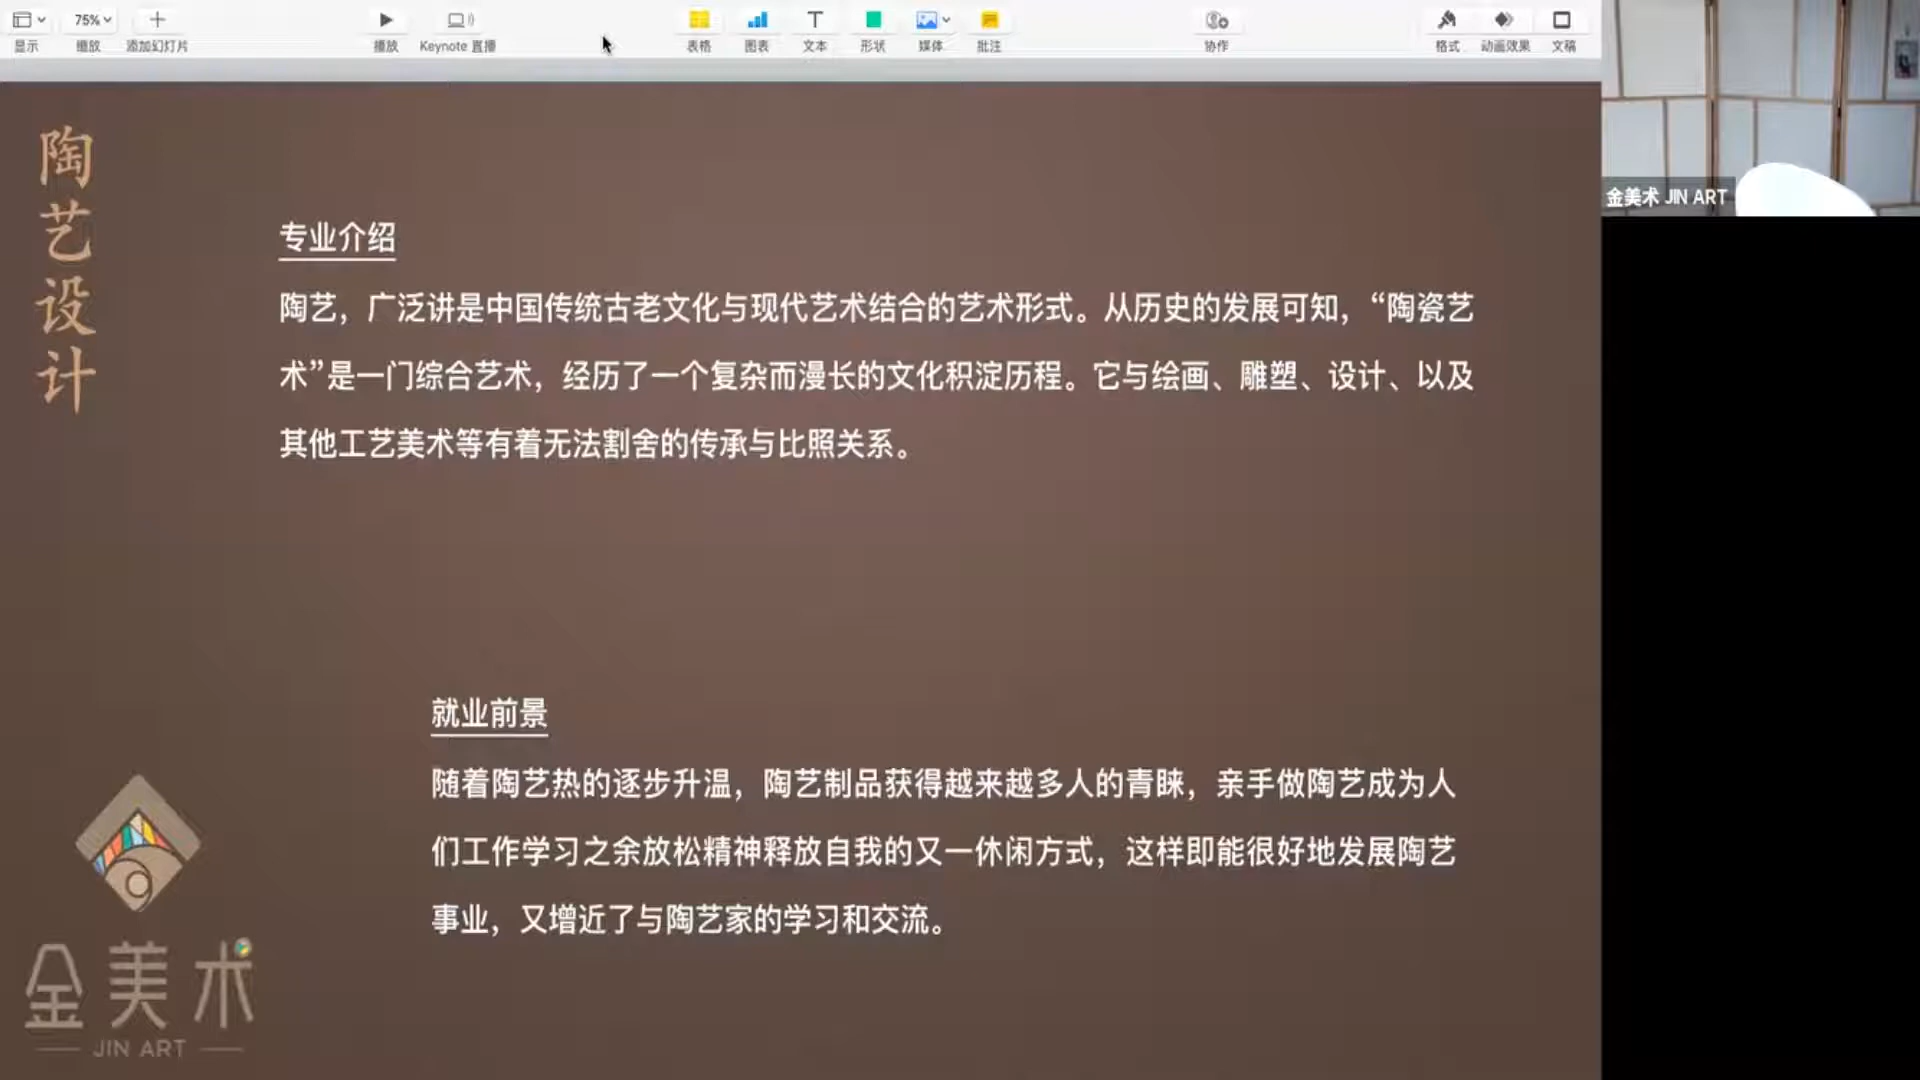 75%
显示
缩放
添加幻灯片
播放
Keynote 直播
表格
图表
文本
形状
媒体
批注
协作
格式
动画效果
文稿
金美术 JIN ART
陶艺设计
专业介绍
陶艺，广泛讲是中国传统古老文化与现代艺术结合的艺术形式。从历史的发展可知，“陶瓷艺
术”是一门综合艺术，经历了一个复杂而漫长的文化积淀历程。它与绘画、雕塑、设计、以及
其他工艺美术等有着无法割舍的传承与比照关系。
就业前景
随着陶艺热的逐步升温，陶艺制品获得越来越多人的青睐，亲手做陶艺成为人
们工作学习之余放松精神释放自我的又一休闲方式，这样即能很好地发展陶艺
事业，又增近了与陶艺家的学习和交流。
金美术
JIN ART